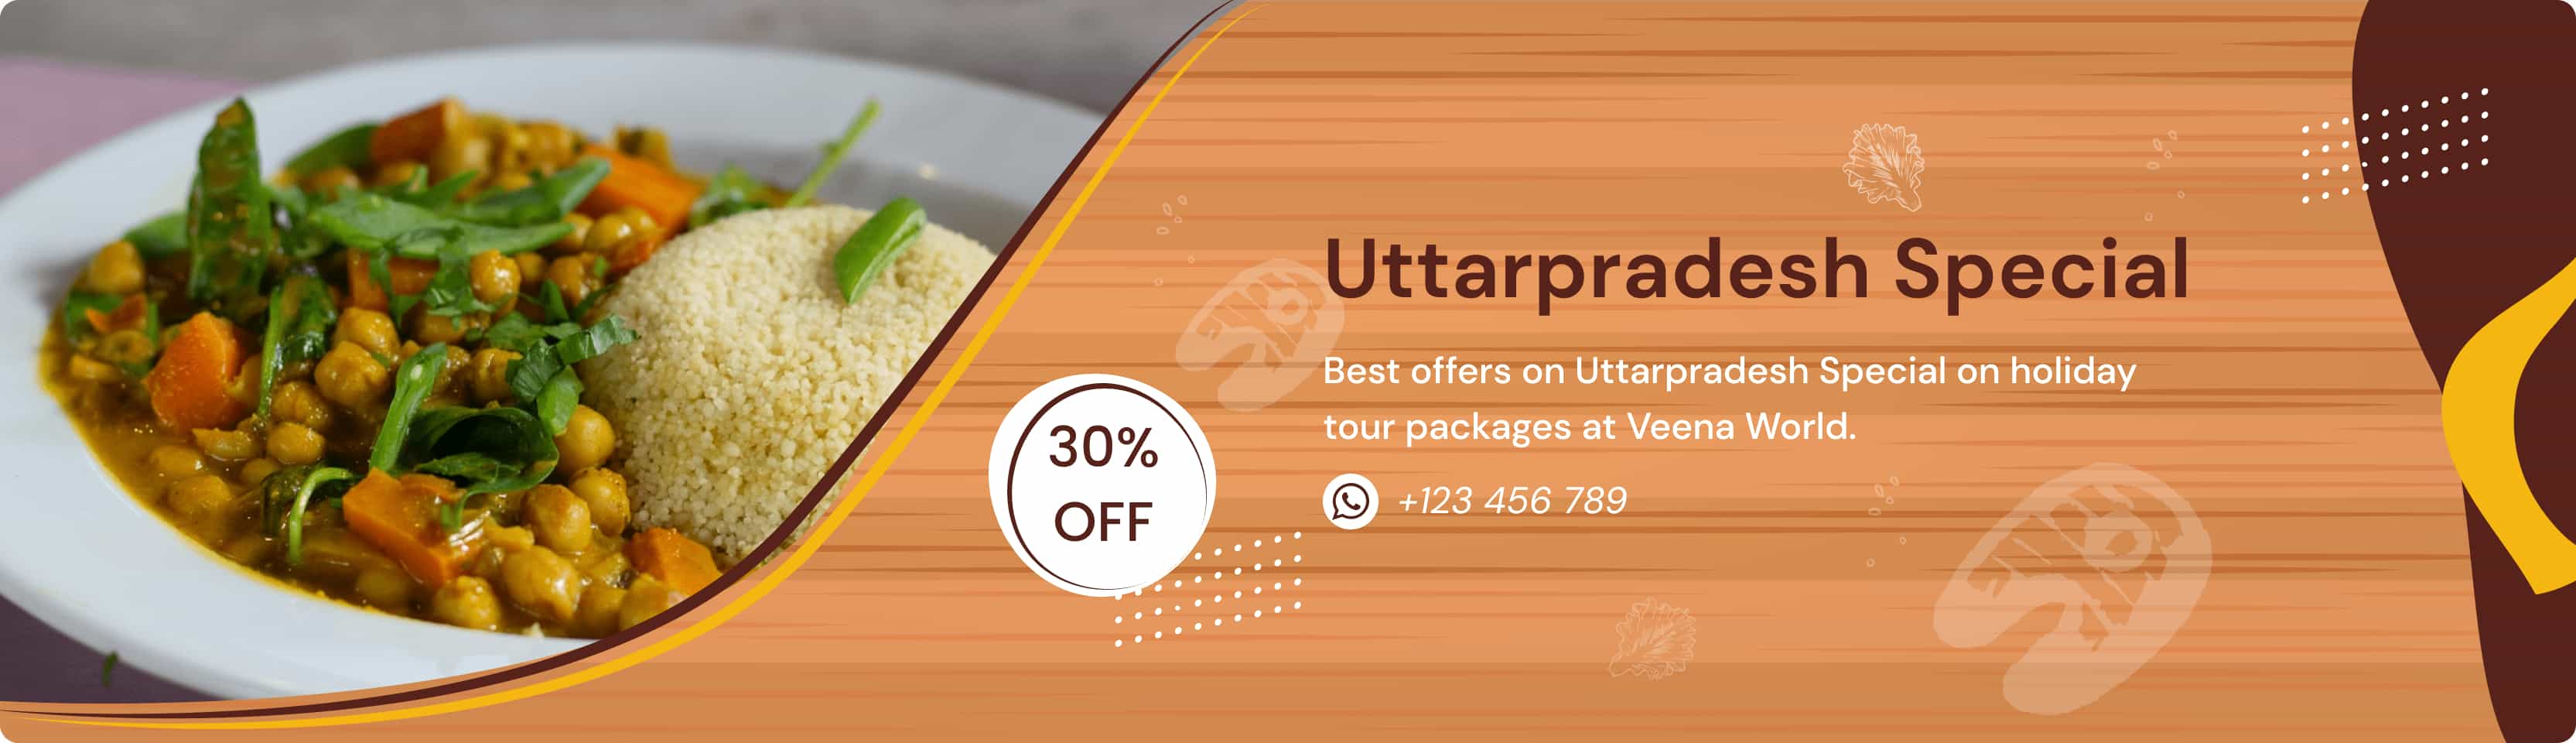 Uttarpradesh Special
Best offers on Uttarpradesh Special on holiday
tour packages at Veena World.
+123 456 789
30%
OFF